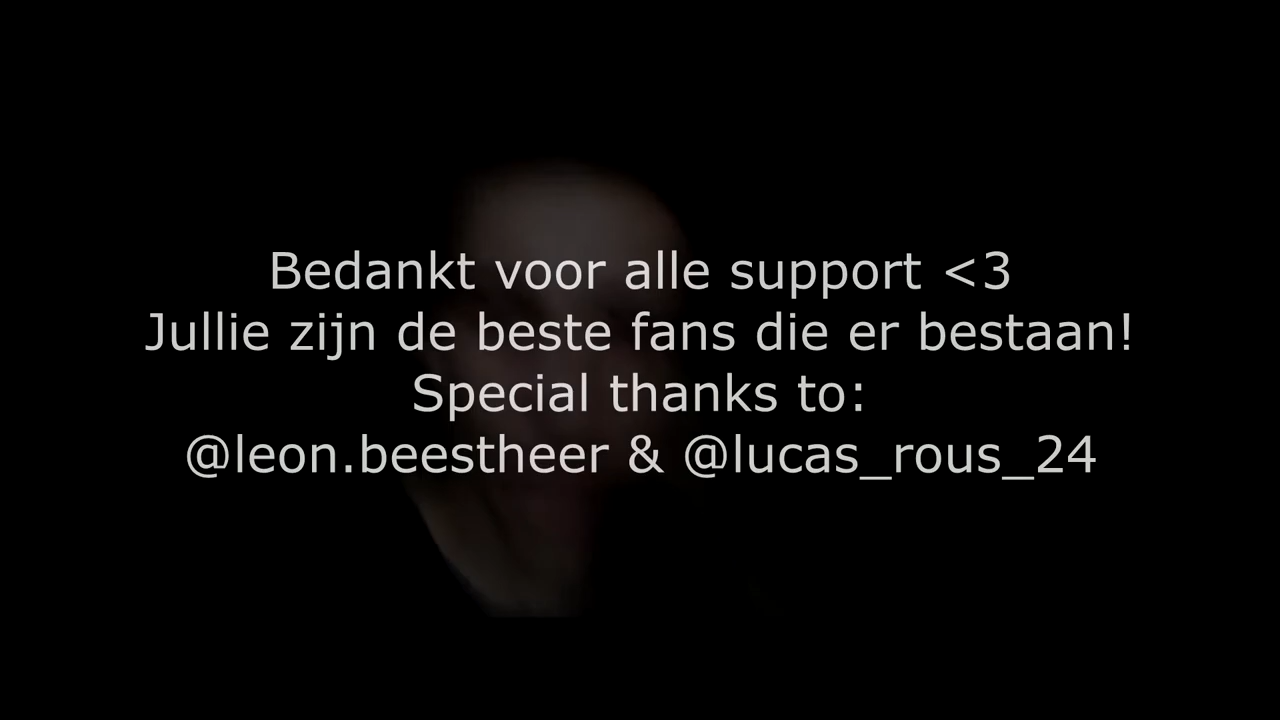 Bedankt voor alle support <3
Jullie zijn de beste fans die er bestaan!
Special thanks to:
@leon.beestheer & @lucas_rous_24